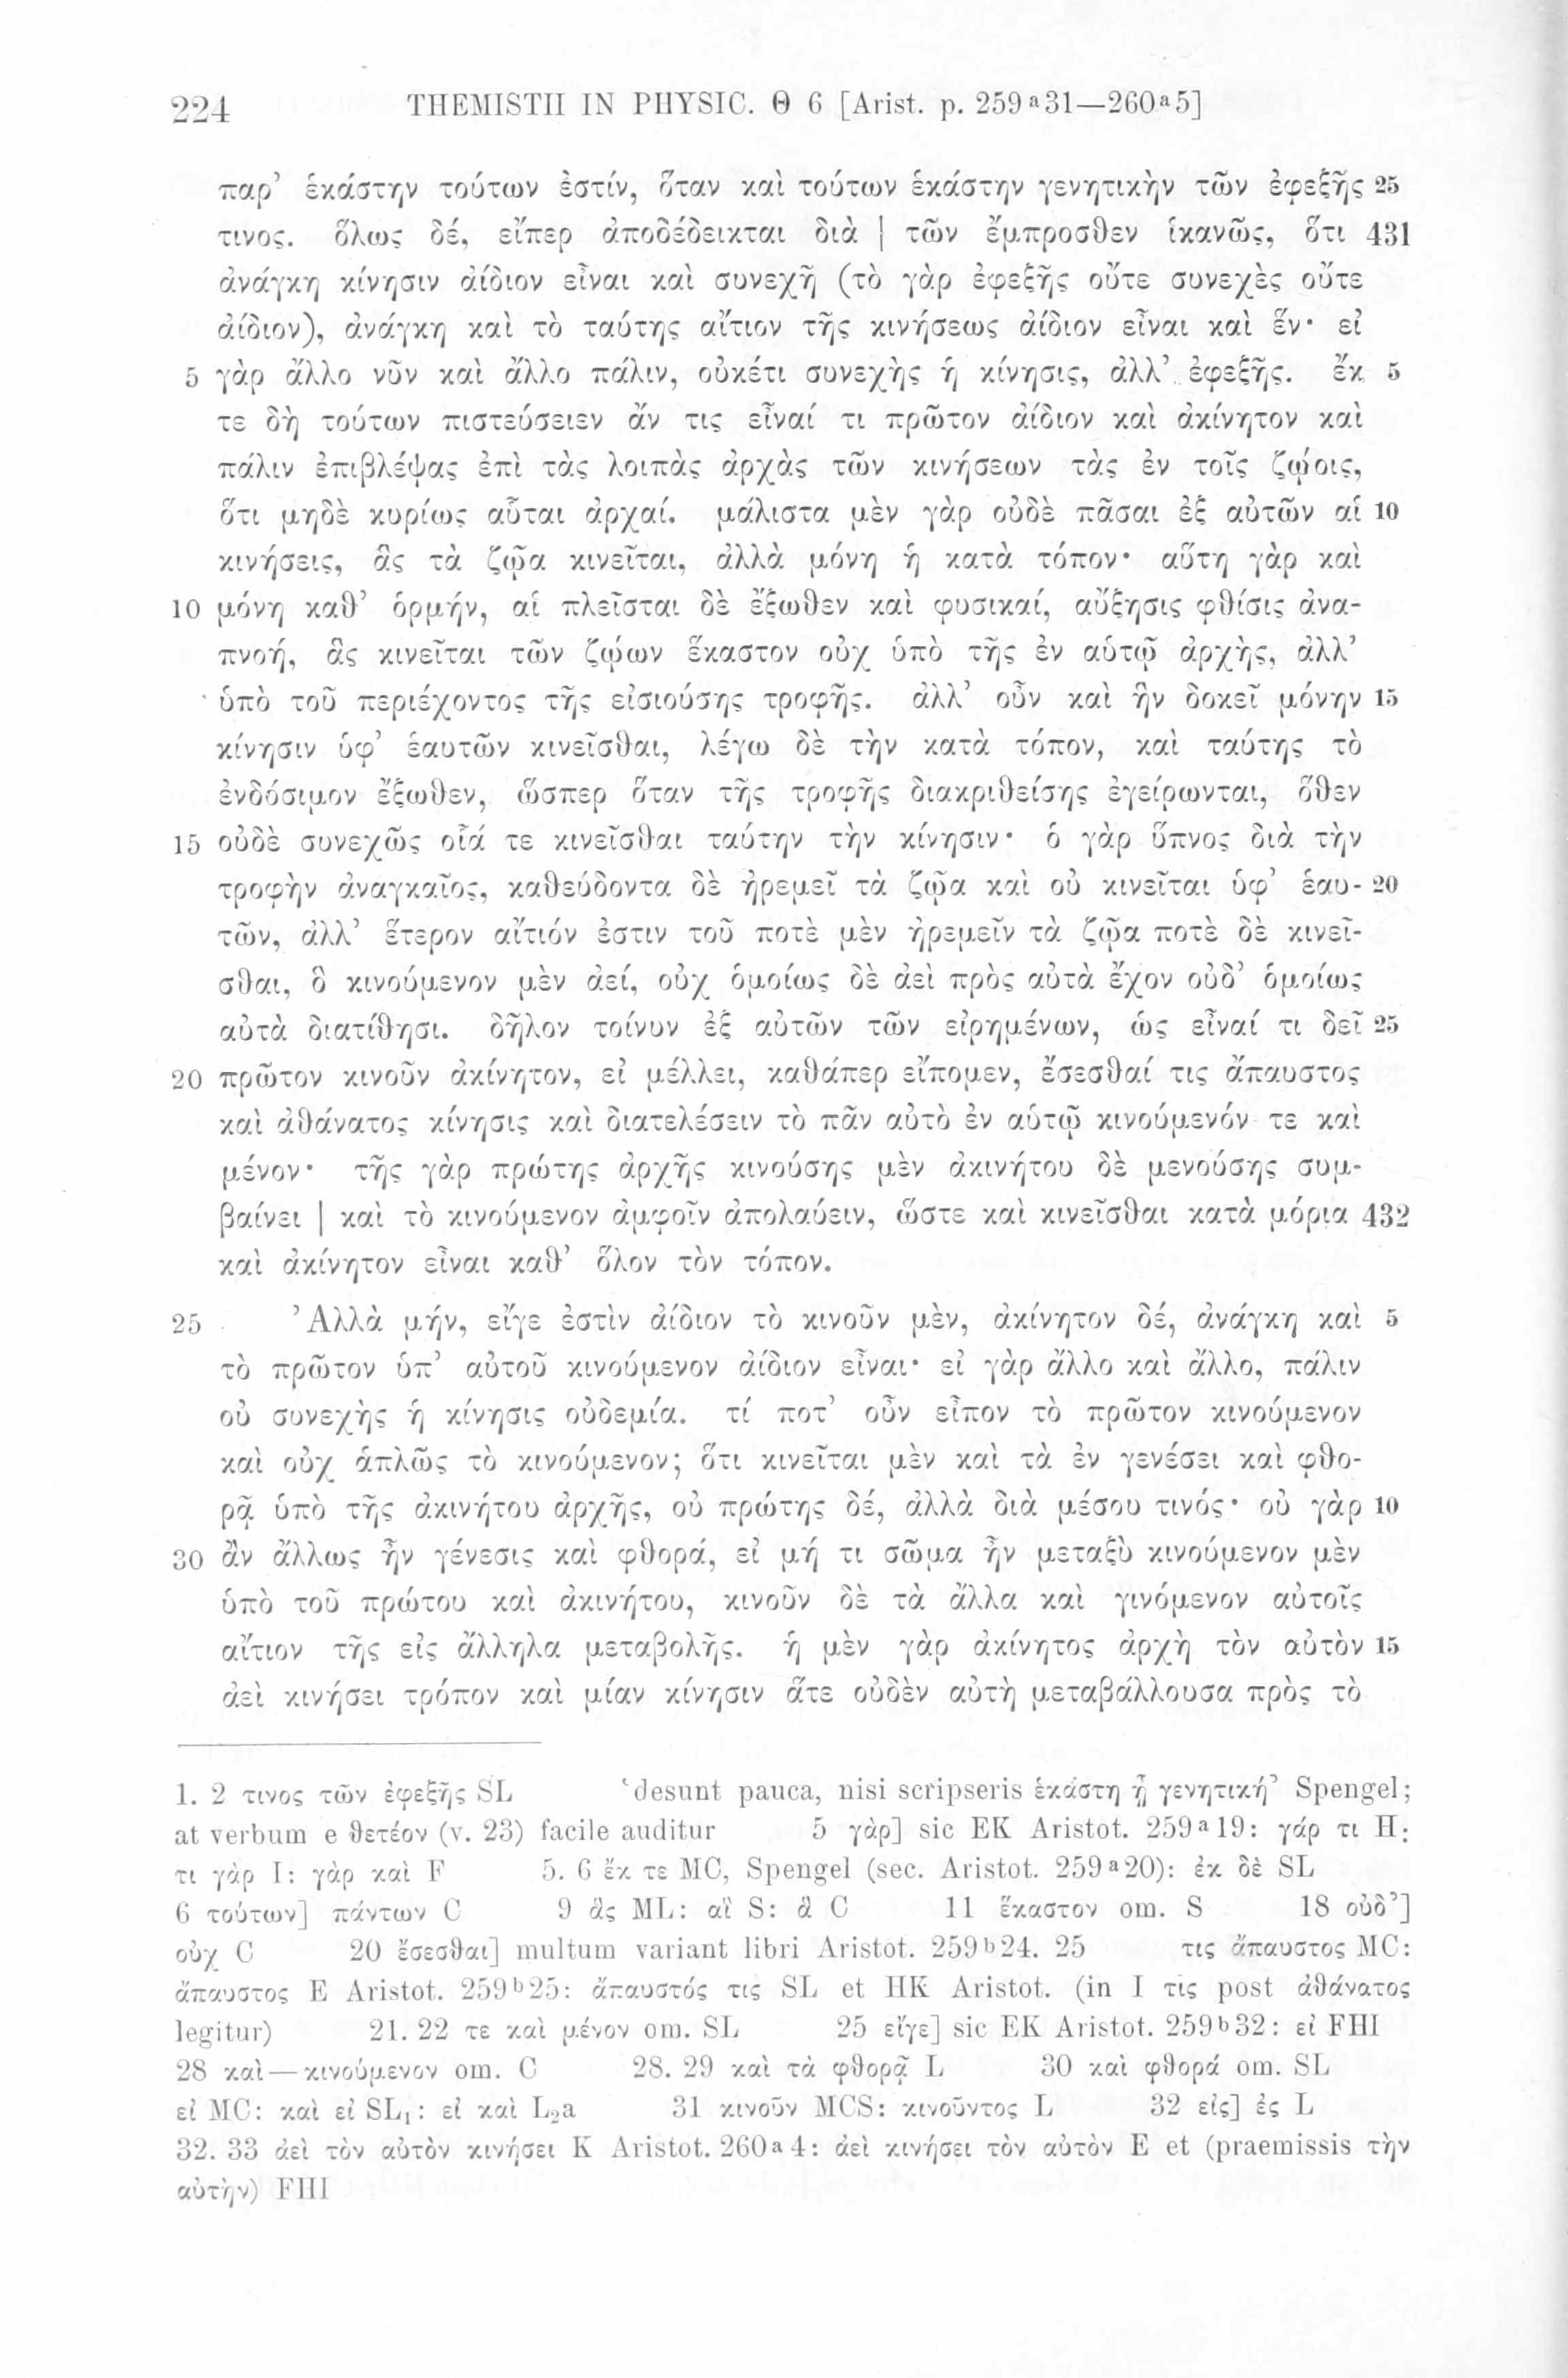 224 THEMISTII IN PHYSIC. Θ 6 [Arist. p. 259ᵃ31—260ᵃ5]
παρ’ ἑκάστην τούτων ἐστίν, ὅταν καὶ τούτων ἑκάστην γενητικὴν τῶν ἐφεξῆς 25
τινος. ὅλως δέ, εἴπερ ἀποδέδεικται διὰ | τῶν ἔμπροσθεν ἱκανῶς, ὅτι 431
ἀνάγκη κίνησιν ἀίδιον εἶναι καὶ συνεχῆ (τὸ γὰρ ἐφεξῆς οὔτε συνεχὲς οὔτε
ἀίδιον), ἀνάγκη καὶ τὸ ταύτης αἴτιον τῆς κινήσεως ἀίδιον εἶναι καὶ ἕν· εἰ
5 γὰρ ἄλλο νῦν καὶ ἄλλο πάλιν, οὐκέτι συνεχὴς ἡ κίνησις, ἀλλ’ ἐφεξῆς. ἔκ 5
τε δὴ τούτων πιστεύσειεν ἄν τις εἶναί τι πρῶτον ἀίδιον καὶ ἀκίνητον καὶ
πάλιν ἐπιβλέψας ἐπὶ τὰς λοιπὰς ἀρχὰς τῶν κινήσεων τὰς ἐν τοῖς ζῴοις,
ὅτι μηδὲ κυρίως αὗται ἀρχαί. μάλιστα μὲν γὰρ οὐδὲ πᾶσαι ἐξ αὐτῶν αἱ 10
κινήσεις, ἃς τὰ ζῷα κινεῖται, ἀλλὰ μόνη ἡ κατὰ τόπον· αὕτη γὰρ καὶ
10 μόνη καθ’ ὁρμήν, αἱ πλεῖσται δὲ ἔξωθεν καὶ φυσικαί, αὔξησις φθίσις ἀνα-
πνοή, ἃς κινεῖται τῶν ζῴων ἕκαστον οὐχ ὑπὸ τῆς ἐν αὑτῷ ἀρχῆς, ἀλλ’
ὑπὸ τοῦ περιέχοντος τῆς εἰσιούσης τροφῆς. ἀλλ’ οὖν καὶ ἣν δοκεῖ μόνην 15
κίνησιν ὑφ’ ἑαυτῶν κινεῖσθαι, λέγω δὲ τὴν κατὰ τόπον, καὶ ταύτης τὸ
ἐνδόσιμον ἔξωθεν, ὥσπερ ὅταν τῆς τροφῆς διακριθείσης ἐγείρωνται, ὅθεν
15 οὐδὲ συνεχῶς οἷά τε κινεῖσθαι ταύτην τὴν κίνησιν· ὁ γὰρ ὕπνος διὰ τὴν
τροφὴν ἀναγκαῖος, καθεύδοντα δὲ ἠρεμεῖ τὰ ζῷα καὶ οὐ κινεῖται ὑφ’ ἑαυ- 20
τῶν, ἀλλ’ ἕτερον αἴτιόν ἐστιν τοῦ ποτὲ μὲν ἠρεμεῖν τὰ ζῷα ποτὲ δὲ κινεῖ-
σθαι, ὃ κινούμενον μὲν ἀεί, οὐχ ὁμοίως δὲ ἀεὶ πρὸς αὐτὰ ἔχον οὐδ’ ὁμοίως
αὐτὰ διατίθησι. δῆλον τοίνυν ἐξ αὐτῶν τῶν εἰρημένων, ὡς εἶναί τι δεῖ 25
20 πρῶτον κινοῦν ἀκίνητον, εἰ μέλλει, καθάπερ εἴπομεν, ἔσεσθαί τις ἄπαυστος
καὶ ἀθάνατος κίνησις καὶ διατελέσειν τὸ πᾶν αὐτὸ ἐν αὑτῷ κινούμενόν τε καὶ
μένον· τῆς γὰρ πρώτης ἀρχῆς κινούσης μὲν ἀκινήτου δὲ μενούσης συμ-
βαίνει | καὶ τὸ κινούμενον ἀμφοῖν ἀπολαύειν, ὥστε καὶ κινεῖσθαι κατὰ μόρια 432
καὶ ἀκίνητον εἶναι καθ’ ὅλον τὸν τόπον.
25 Ἀλλὰ μήν, εἴγε ἐστὶν ἀίδιον τὸ κινοῦν μὲν, ἀκίνητον δέ, ἀνάγκη καὶ 5
τὸ πρῶτον ὑπ’ αὐτοῦ κινούμενον ἀίδιον εἶναι· εἰ γὰρ ἄλλο καὶ ἄλλο, πάλιν
οὐ συνεχὴς ἡ κίνησις οὐδεμία. τί ποτ’ οὖν εἶπον τὸ πρῶτον κινούμενον
καὶ οὐχ ἁπλῶς τὸ κινούμενον; ὅτι κινεῖται μὲν καὶ τὰ ἐν γενέσει καὶ φθο-
ρᾷ ὑπὸ τῆς ἀκινήτου ἀρχῆς, οὐ πρώτης δέ, ἀλλὰ διὰ μέσου τινός· οὐ γὰρ 10
30 ἂν ἄλλως ἦν γένεσις καὶ φθορά, εἰ μή τι σῶμα ἦν μεταξὺ κινούμενον μὲν
ὑπὸ τοῦ πρώτου καὶ ἀκινήτου, κινοῦν δὲ τὰ ἄλλα καὶ γινόμενον αὐτοῖς
αἴτιον τῆς εἰς ἄλληλα μεταβολῆς. ἡ μὲν γὰρ ἀκίνητος ἀρχὴ τὸν αὐτὸν 15
ἀεὶ κινήσει τρόπον καὶ μίαν κίνησιν ἅτε οὐδὲν αὐτὴ μεταβάλλουσα πρὸς τὸ
1. 2 τινος τῶν ἐφεξῆς SL ‘desunt pauca, nisi scripseris ἑκάστη ᾖ γενητική’ Spengel;
at verbum e θετέον (v. 23) facile auditur 5 γὰρ] sic EK Aristot. 259ᵃ19: γάρ τι H:
τι γὰρ I: γὰρ καὶ F 5. 6 ἔκ τε MC, Spengel (sec. Aristot. 259ᵃ20): ἐκ δὲ SL
6 τούτων] πάντων C 9 ἃς ML: αἳ S: ἃ C 11 ἕκαστον om. S 18 οὐδ’]
οὐχ C 20 ἔσεσθαι] multum variant libri Aristot. 259ᵇ24. 25 τις ἄπαυστος MC:
ἄπαυστος E Aristot. 259ᵇ25: ἄπαυστός τις SL et HK Aristot. (in I τὶς post ἀθάνατος
legitur) 21. 22 τε καὶ μένον om. SL 25 εἴγε] sic EK Aristot. 259ᵇ32: εἰ FHI
28 καὶ — κινούμενον om. C 28. 29 καὶ τὰ φθορᾷ L 30 καὶ φθορά om. SL
εἰ MC: καὶ εἰ SL₁: εἰ καὶ L₂a 31 κινοῦν MCS: κινοῦντος L 32 εἰς] ἐς L
32. 33 ἀεὶ τὸν αὐτὸν κινήσει K Aristot. 260ᵃ4: ἀεὶ κινήσει τὸν αὐτὸν E et (praemissis τὴν
αὐτὴν) FHI